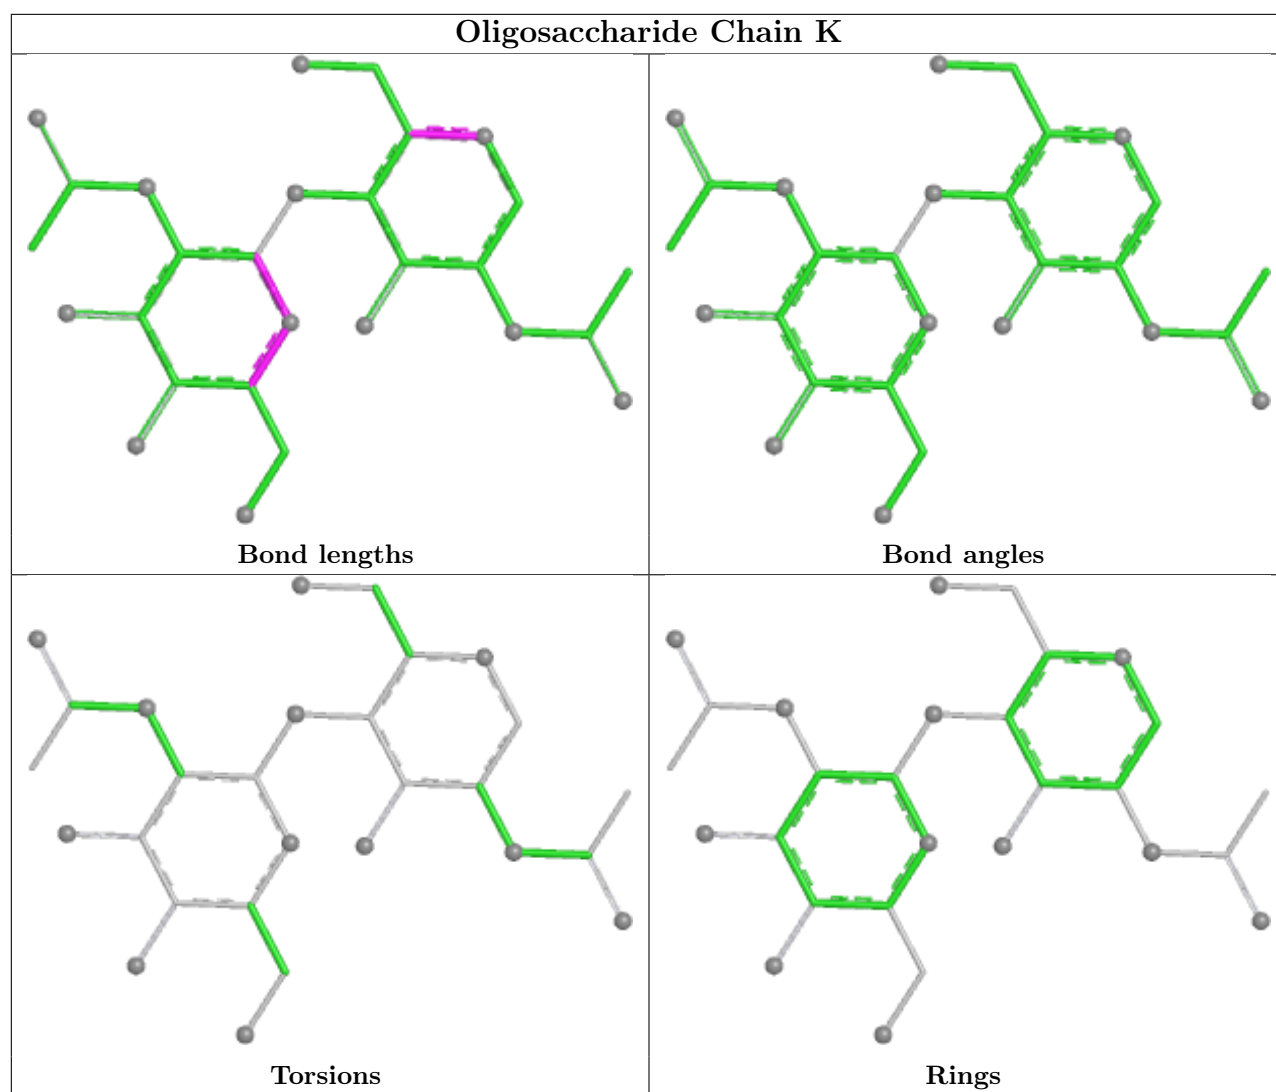 Oligosaccharide Chain K
Bond lengths
Bond angles
Torsions
Rings